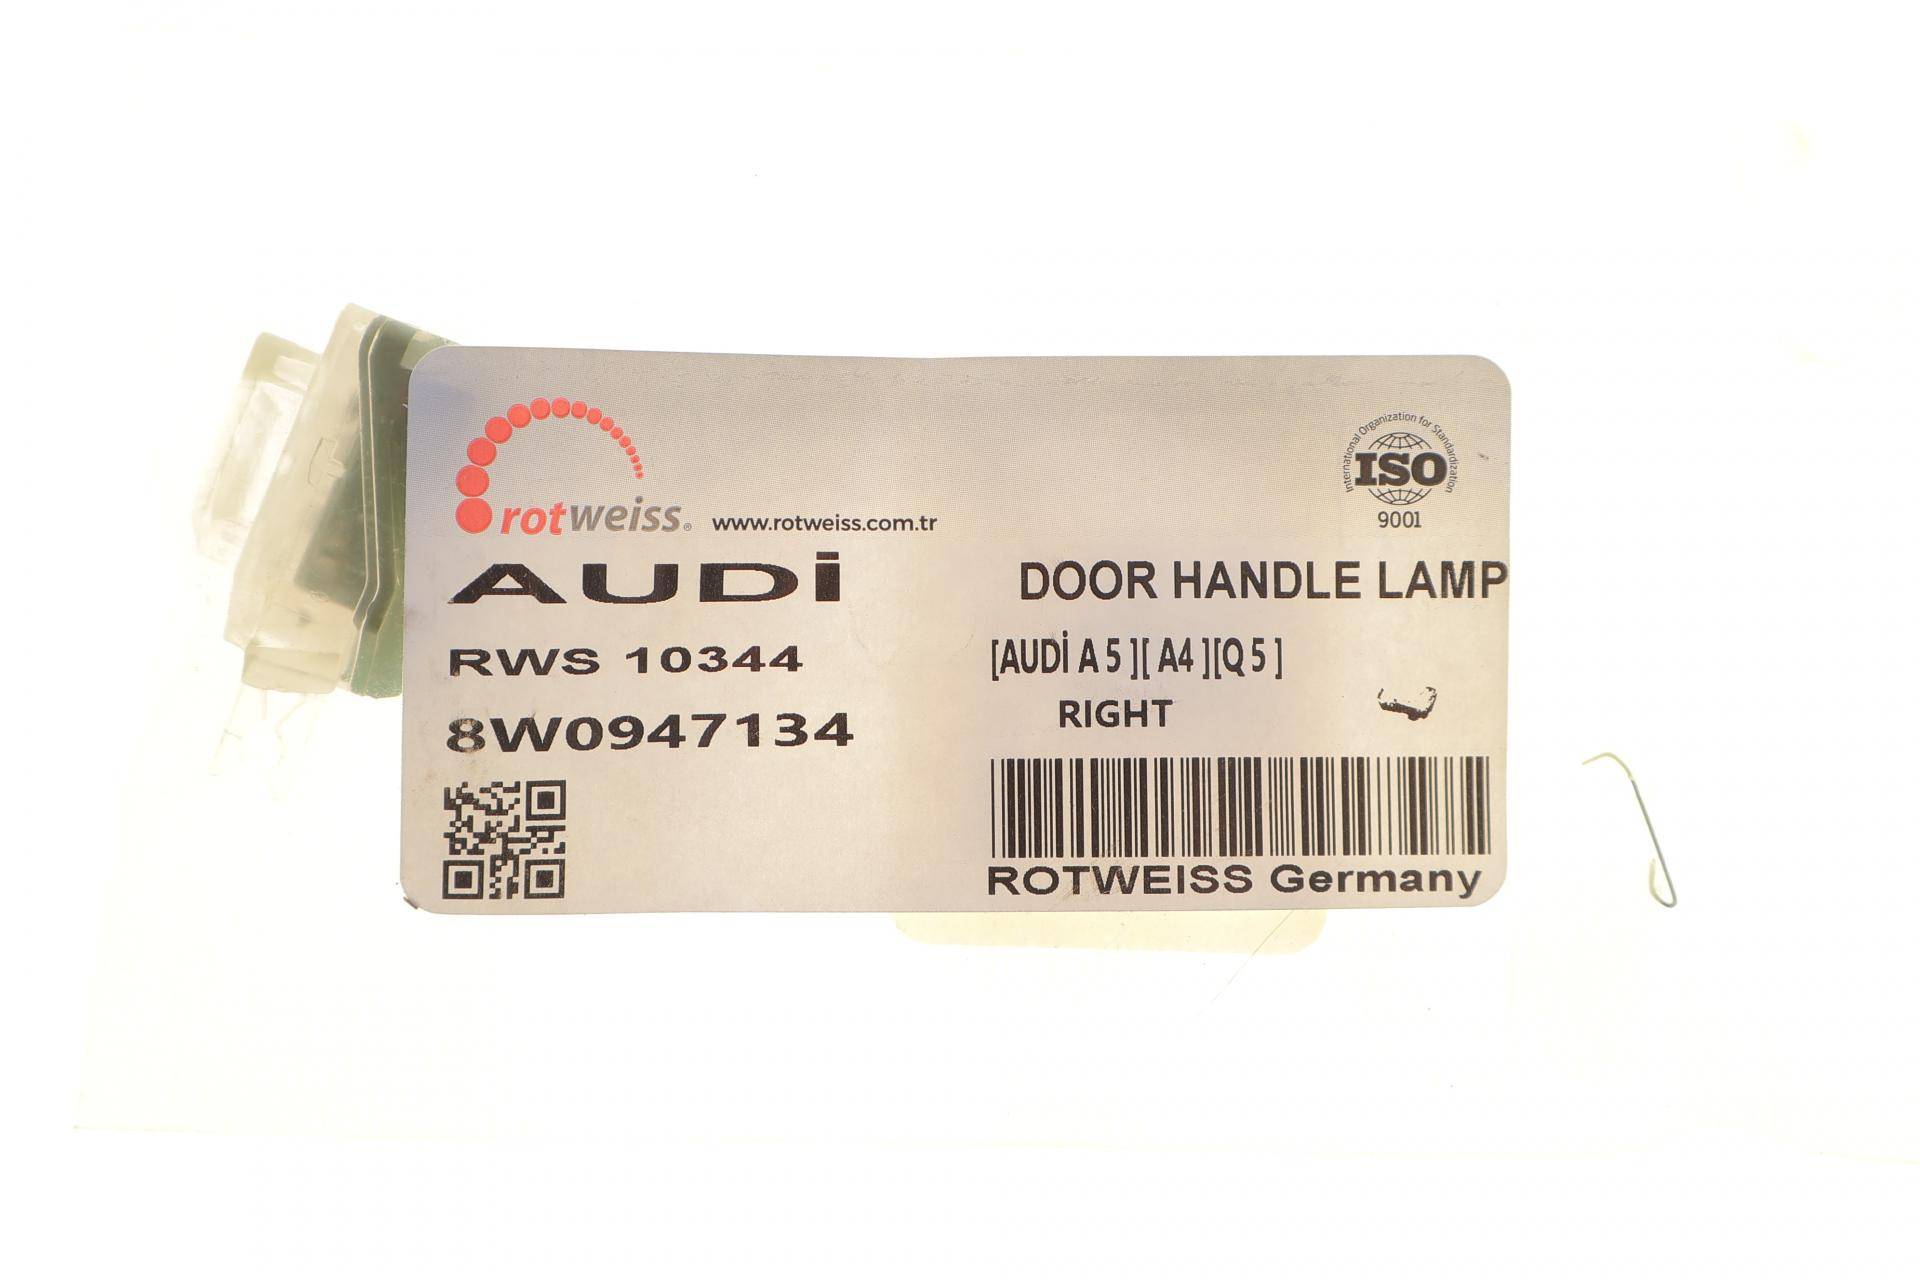 rotweiss® www.rotweiss.com.tr
International Organization for Standardization
ISO
9001
AUDİ
DOOR HANDLE LAMP
RWS 10344
[AUDİ A 5 ][ A4 ][Q 5 ]
8W0947134
RIGHT
ROTWEISS Germany